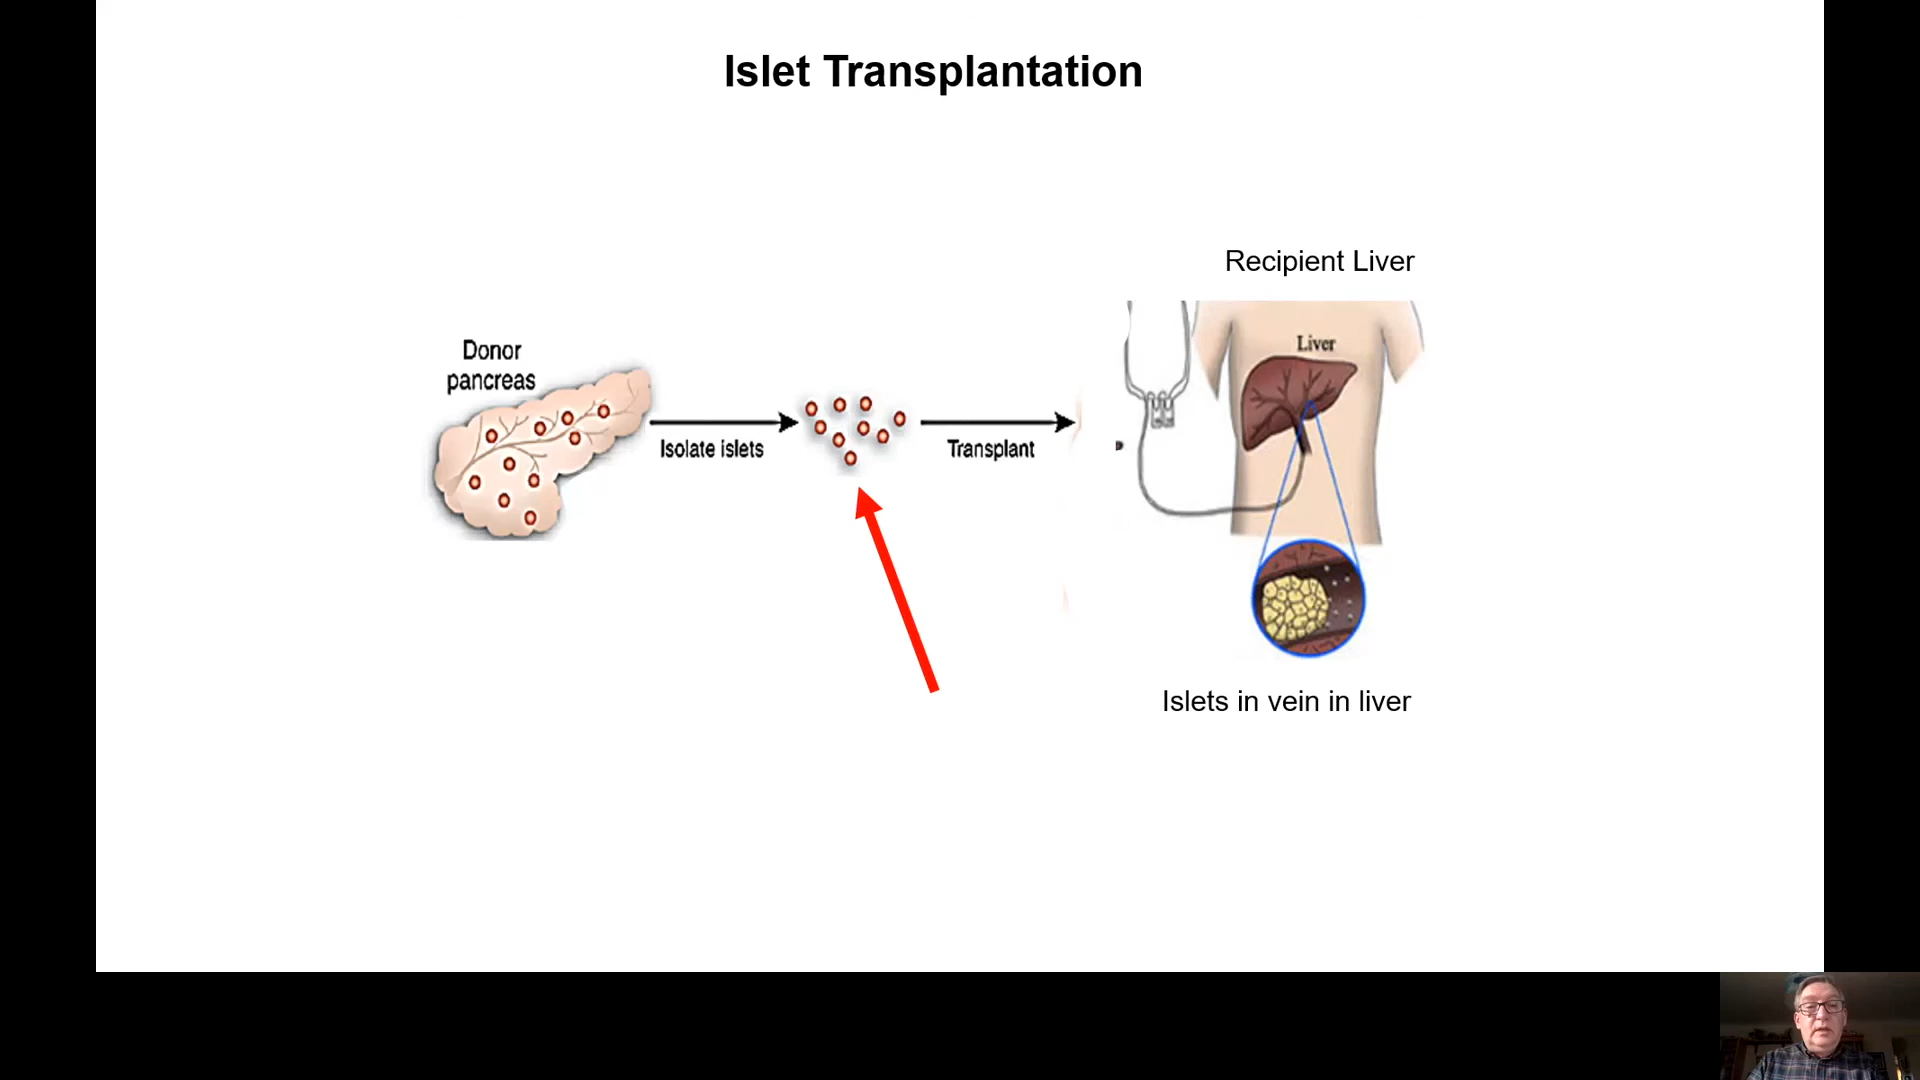 Islet Transplantation
Recipient Liver
Donor
pancreas
Isolate islets
Transplant
Liver
Islets in vein in liver